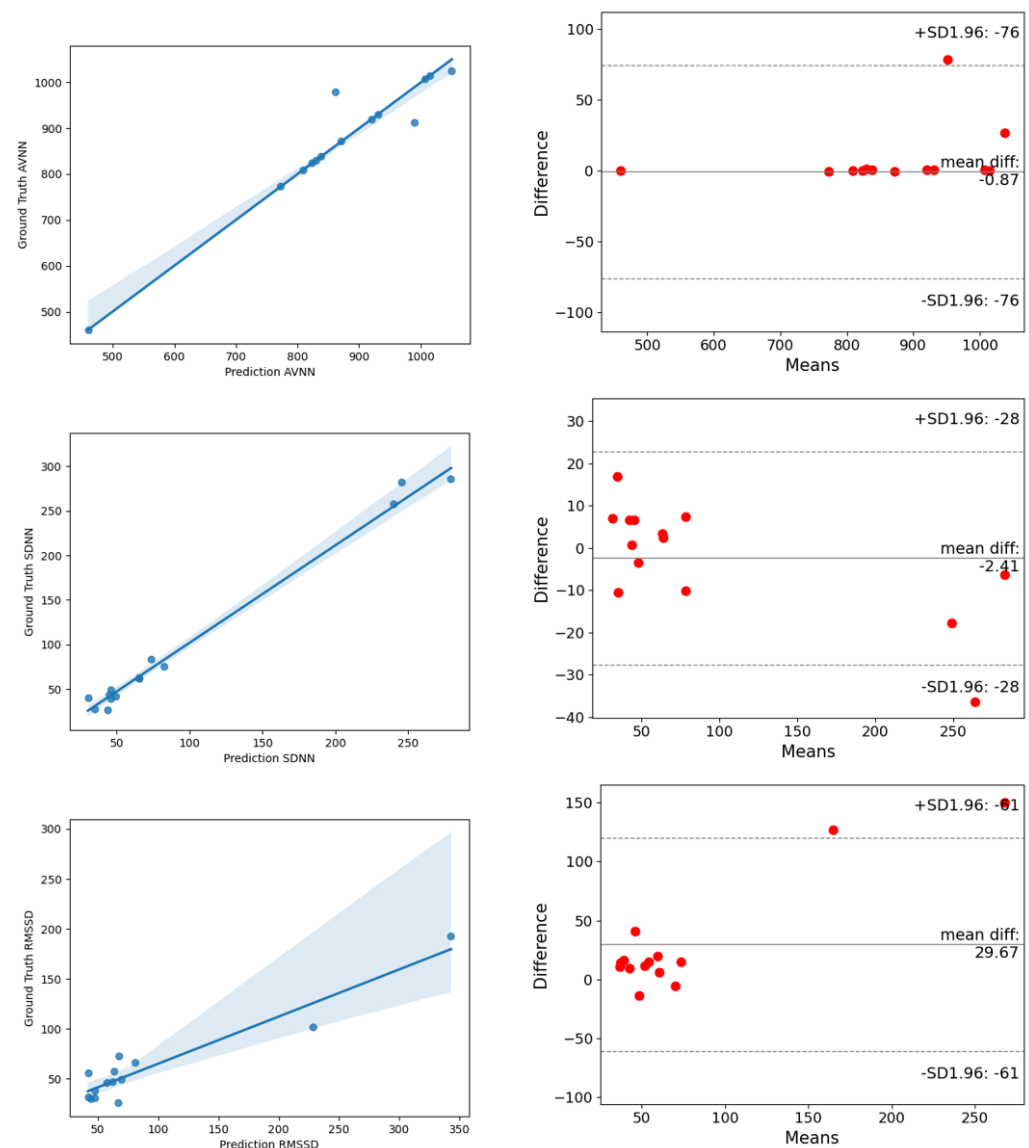 1000
900
800
700
600
500
Ground Truth AVNN
500 600 700 800 900 1000
Prediction AVNN
100
50
0
−50
−100
Difference
+SD1.96: -76
mean diff:
-0.87
-SD1.96: -76
500 600 700 800 900 1000
Means
300
250
200
150
100
50
Ground Truth SDNN
50 100 150 200 250
Prediction SDNN
30
20
10
0
−10
−20
−30
−40
Difference
+SD1.96: -28
mean diff:
-2.41
-SD1.96: -28
50 100 150 200 250
Means
300
250
200
150
100
50
Ground Truth RMSSD
50 100 150 200 250 300 350
Prediction RMSSD
150
100
50
0
−50
−100
Difference
+SD1.96: -61
mean diff:
29.67
-SD1.96: -61
50 100 150 200 250
Means